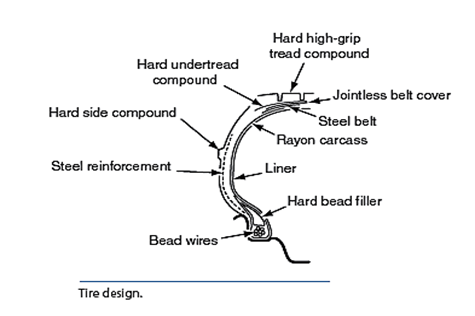 Hard high-grip
tread compound
Hard undertread
compound
Jointless belt cover
Hard side compound
Steel belt
Rayon carcass
Steel reinforcement
Liner
Hard bead filler
Bead wires
Tire design.